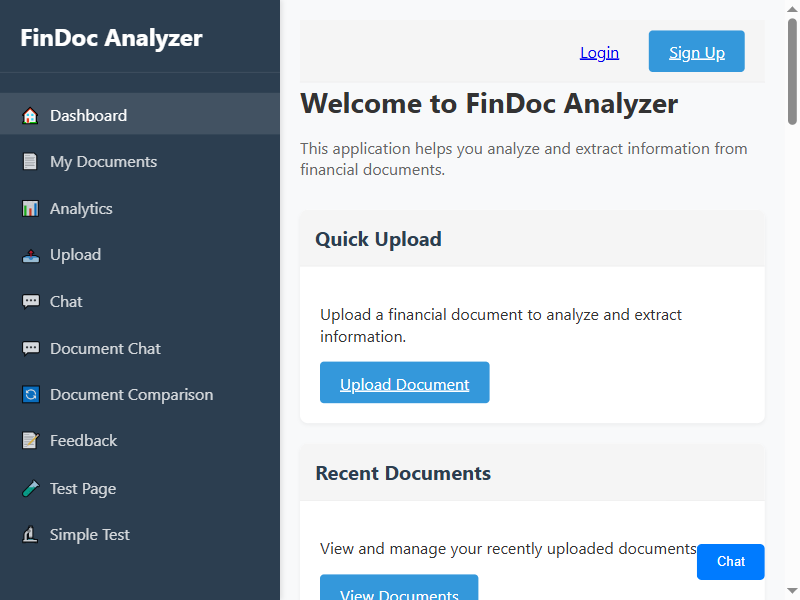 FinDoc Analyzer
Dashboard
My Documents
Analytics
Upload
Chat
Document Chat
Document Comparison
Feedback
Test Page
Simple Test
Login
Sign Up
Welcome to FinDoc Analyzer
This application helps you analyze and extract information from
financial documents.
Quick Upload
Upload a financial document to analyze and extract
information.
Upload Document
Recent Documents
View and manage your recently uploaded documents
View Documents
Chat